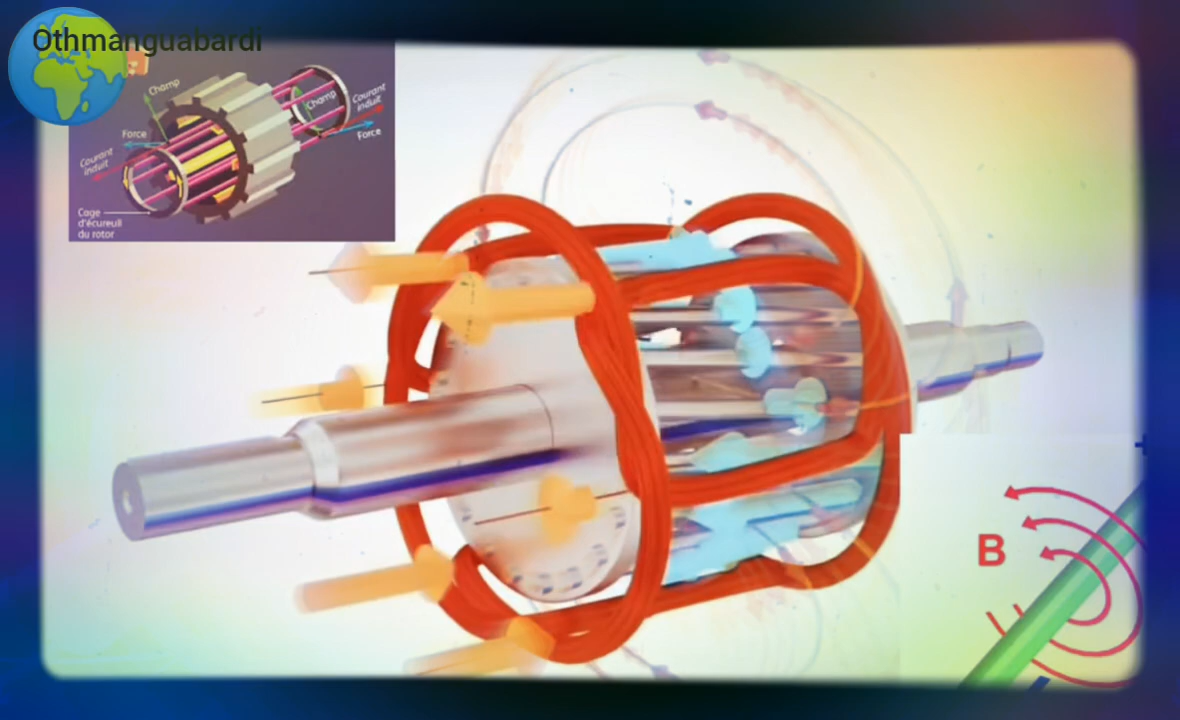 Othmanguabardi
Champ
Champ
Courant
induit
Force
Force
Courant
induit
Cage
d'écureuil
du rotor
B